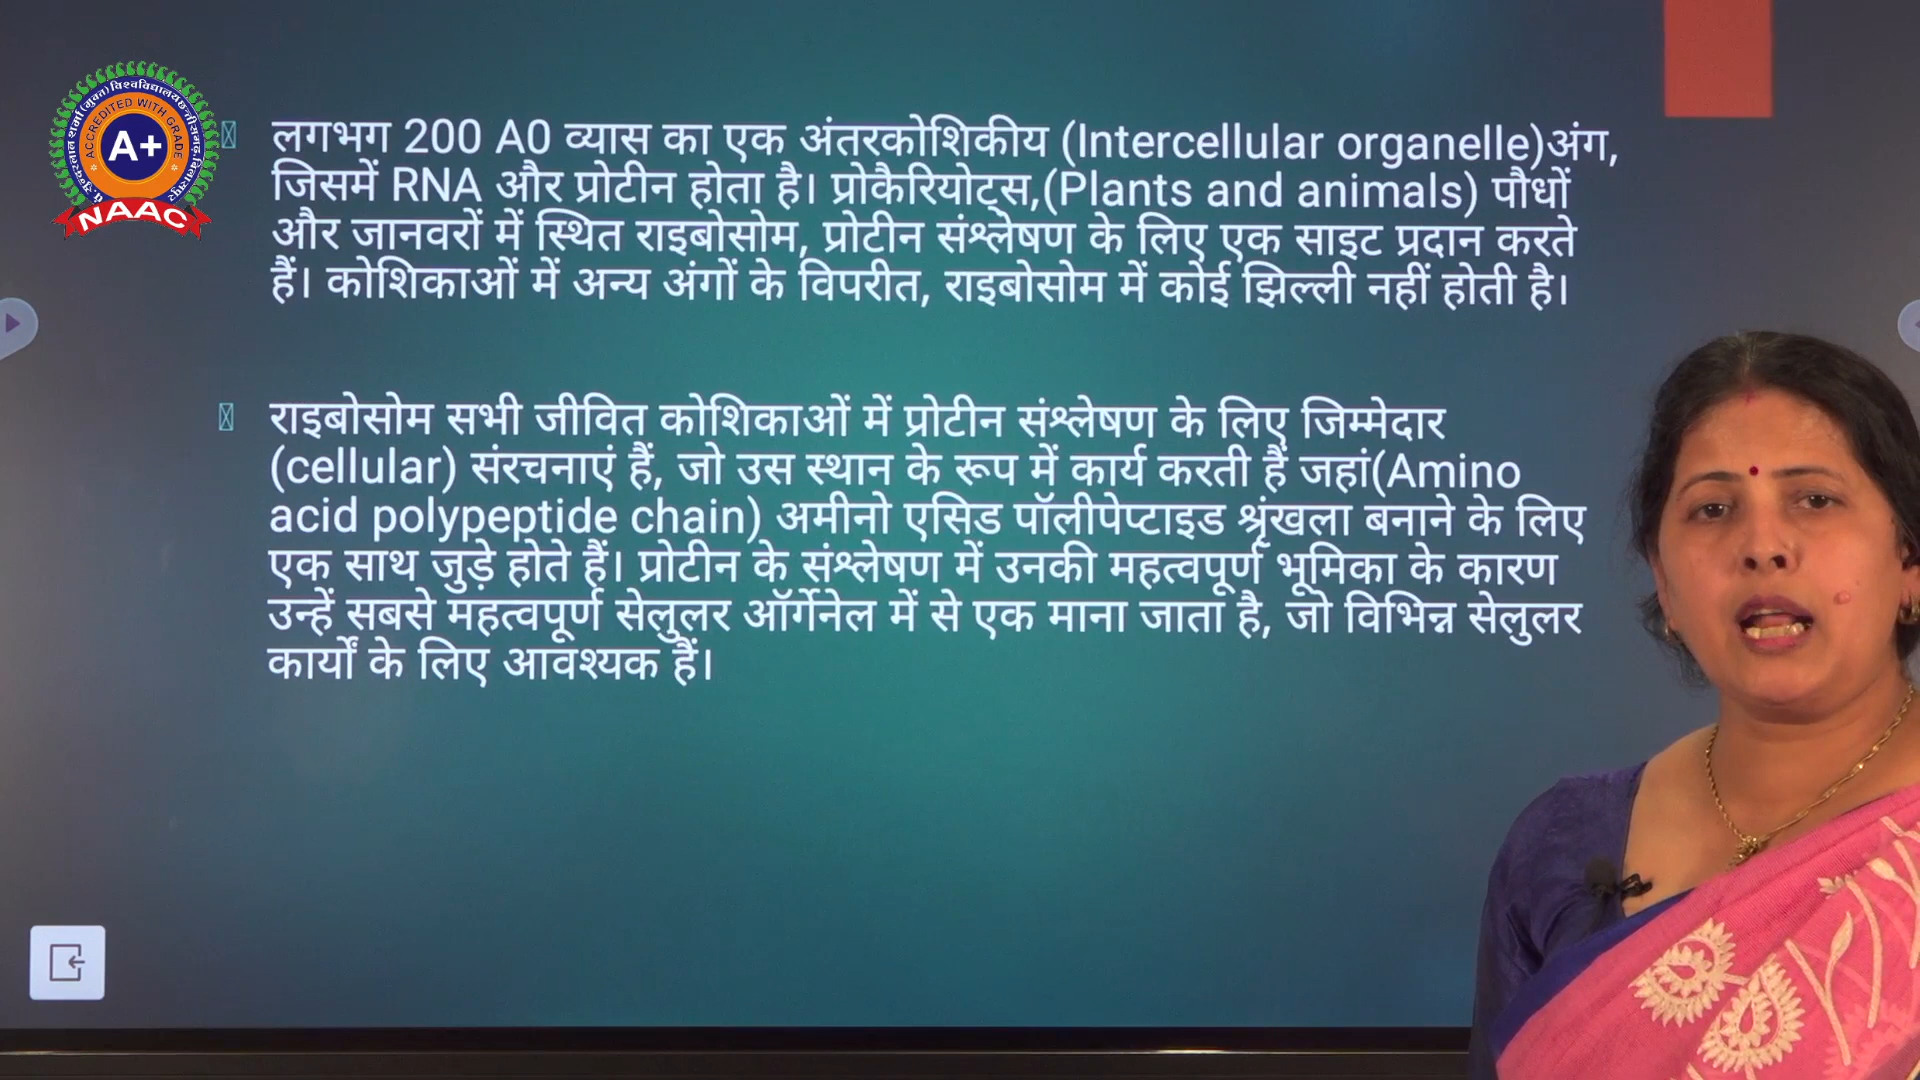 लगभग 200 A0 व्यास का एक अंतरकोशिकीय (Intercellular organelle)अंग,
जिसमें RNA और प्रोटीन होता है। प्रोकैरियोट्स,(Plants and animals) पौधों
और जानवरों में स्थित राइबोसोम, प्रोटीन संश्लेषण के लिए एक साइट प्रदान करते
हैं। कोशिकाओं में अन्य अंगों के विपरीत, राइबोसोम में कोई झिल्ली नहीं होती है।
राइबोसोम सभी जीवित कोशिकाओं में प्रोटीन संश्लेषण के लिए जिम्मेदार
(cellular) संरचनाएं हैं, जो उस स्थान के रूप में कार्य करती हैं जहां(Amino
acid polypeptide chain) अमीनो एसिड पॉलीपेप्टाइड श्रृंखला बनाने के लिए
एक साथ जुड़े होते हैं। प्रोटीन के संश्लेषण में उनकी महत्वपूर्ण भूमिका के कारण
उन्हें सबसे महत्वपूर्ण सेलुलर ऑर्गेनेल में से एक माना जाता है, जो विभिन्न सेलुलर
कार्यों के लिए आवश्यक हैं।
ACCREDITED WITH GRADE
A+
NAAC